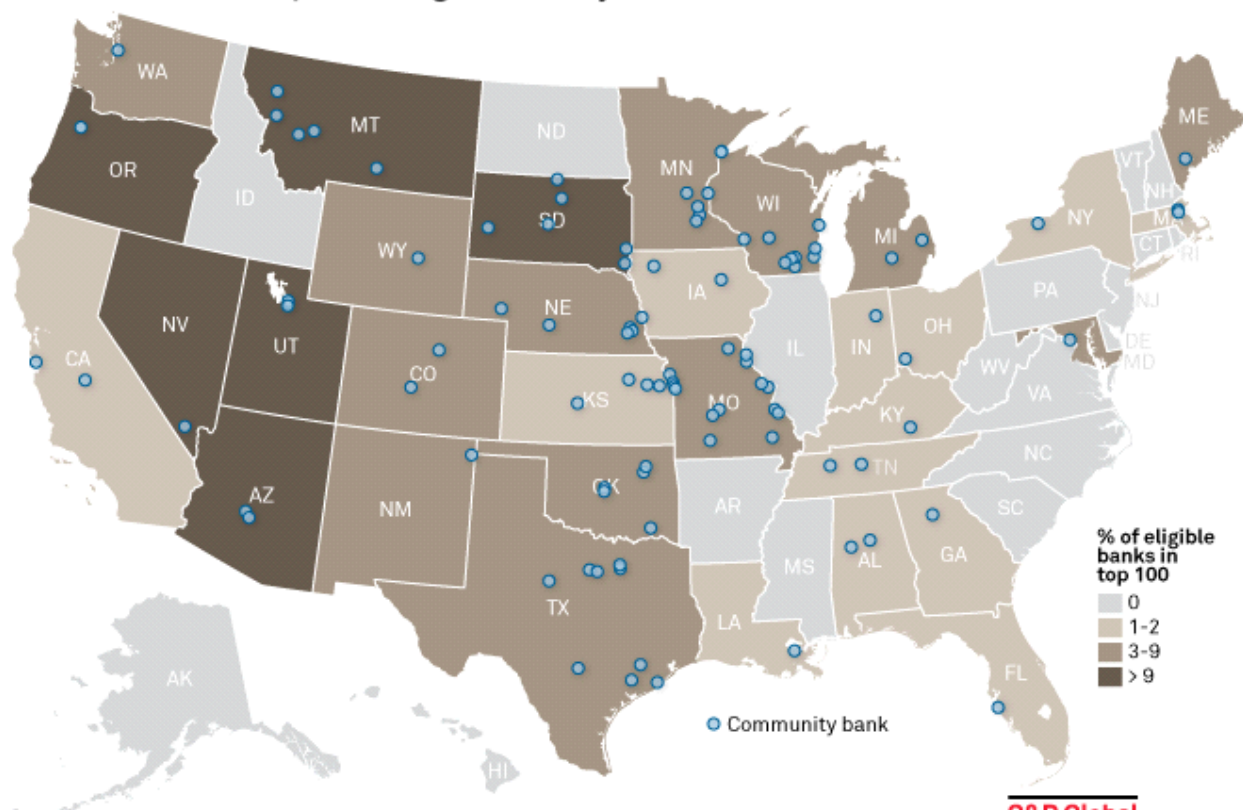 WA
MT
ND
OR
ID
SD
MN
WI
MI
ME
VT
NH
NY
MA
CT
RI
WY
NE
IA
PA
NJ
NV
UT
CO
CA
KS
MO
IL
IN
OH
DE
MD
WV
VA
KY
AZ
NM
OK
AR
TN
NC
SC
TX
LA
MS
AL
GA
FL
AK
HI
% of eligible
banks in
top 100
0
1-2
3-9
> 9
Community bank